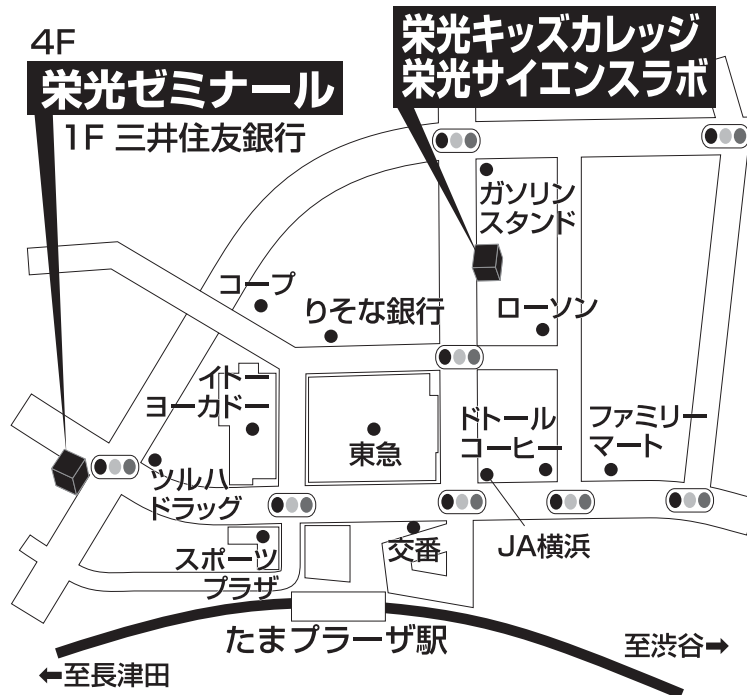 4F
栄光ゼミナール
1F 三井住友銀行
栄光キッズカレッジ
栄光サイエンスラボ
ガソリン
スタンド
コープ
りそな銀行
ローソン
イトー
ヨーカドー
東急
ドトール
コーヒー
ファミリー
マート
ツルハ
ドラッグ
スポーツ
プラザ
交番
JA横浜
たまプラーザ駅
至渋谷➡
⬅至長津田